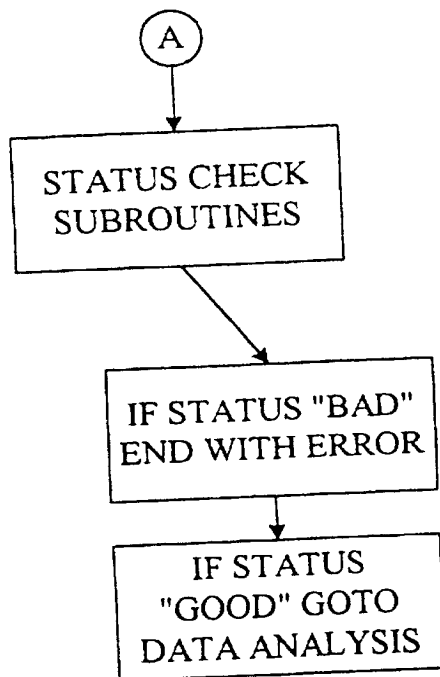 A
STATUS CHECK
SUBROUTINES
IF STATUS "BAD"
END WITH ERROR
IF STATUS
"GOOD" GOTO
DATA ANALYSIS